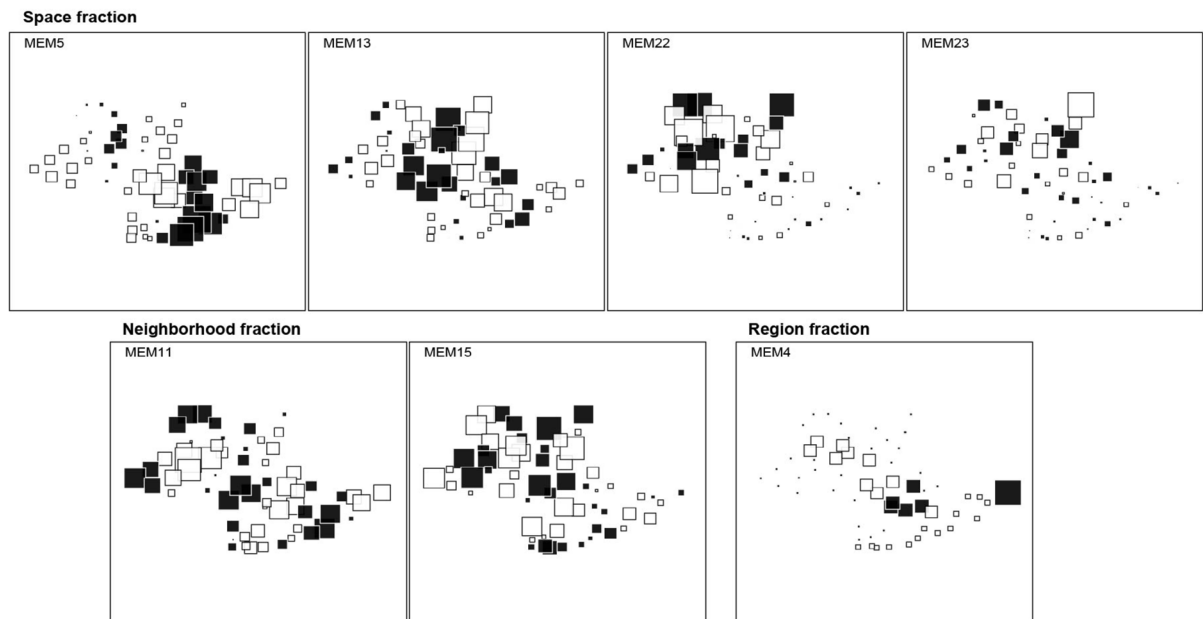 Space fraction
MEM5
MEM13
MEM22
MEM23
Neighborhood fraction
Region fraction
MEM11
MEM15
MEM4